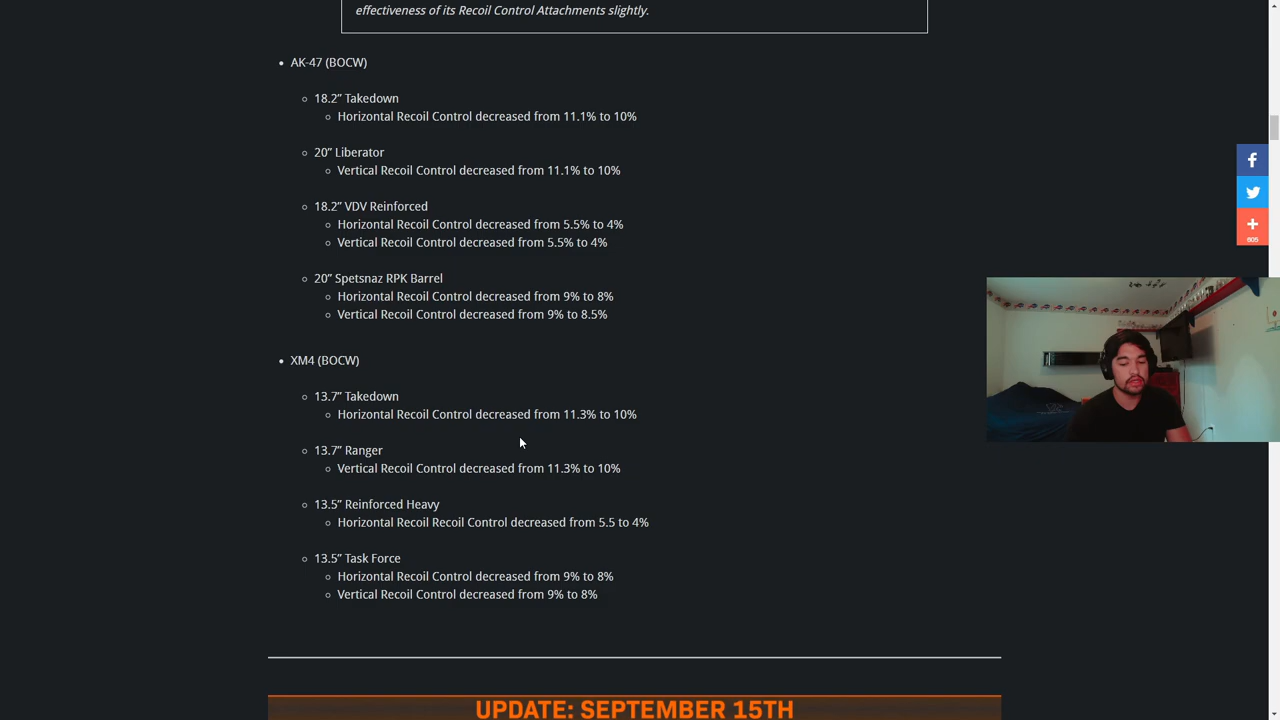 effectiveness of its Recoil Control Attachments slightly.
AK-47 (BOCW)
18.2” Takedown
Horizontal Recoil Control decreased from 11.1% to 10%
20” Liberator
Vertical Recoil Control decreased from 11.1% to 10%
18.2” VDV Reinforced
Horizontal Recoil Control decreased from 5.5% to 4%
Vertical Recoil Control decreased from 5.5% to 4%
20” Spetsnaz RPK Barrel
Horizontal Recoil Control decreased from 9% to 8%
Vertical Recoil Control decreased from 9% to 8.5%
XM4 (BOCW)
13.7” Takedown
Horizontal Recoil Control decreased from 11.3% to 10%
13.7” Ranger
Vertical Recoil Control decreased from 11.3% to 10%
13.5” Reinforced Heavy
Horizontal Recoil Recoil Control decreased from 5.5 to 4%
13.5” Task Force
Horizontal Recoil Control decreased from 9% to 8%
Vertical Recoil Control decreased from 9% to 8%
UPDATE: SEPTEMBER 15TH
605